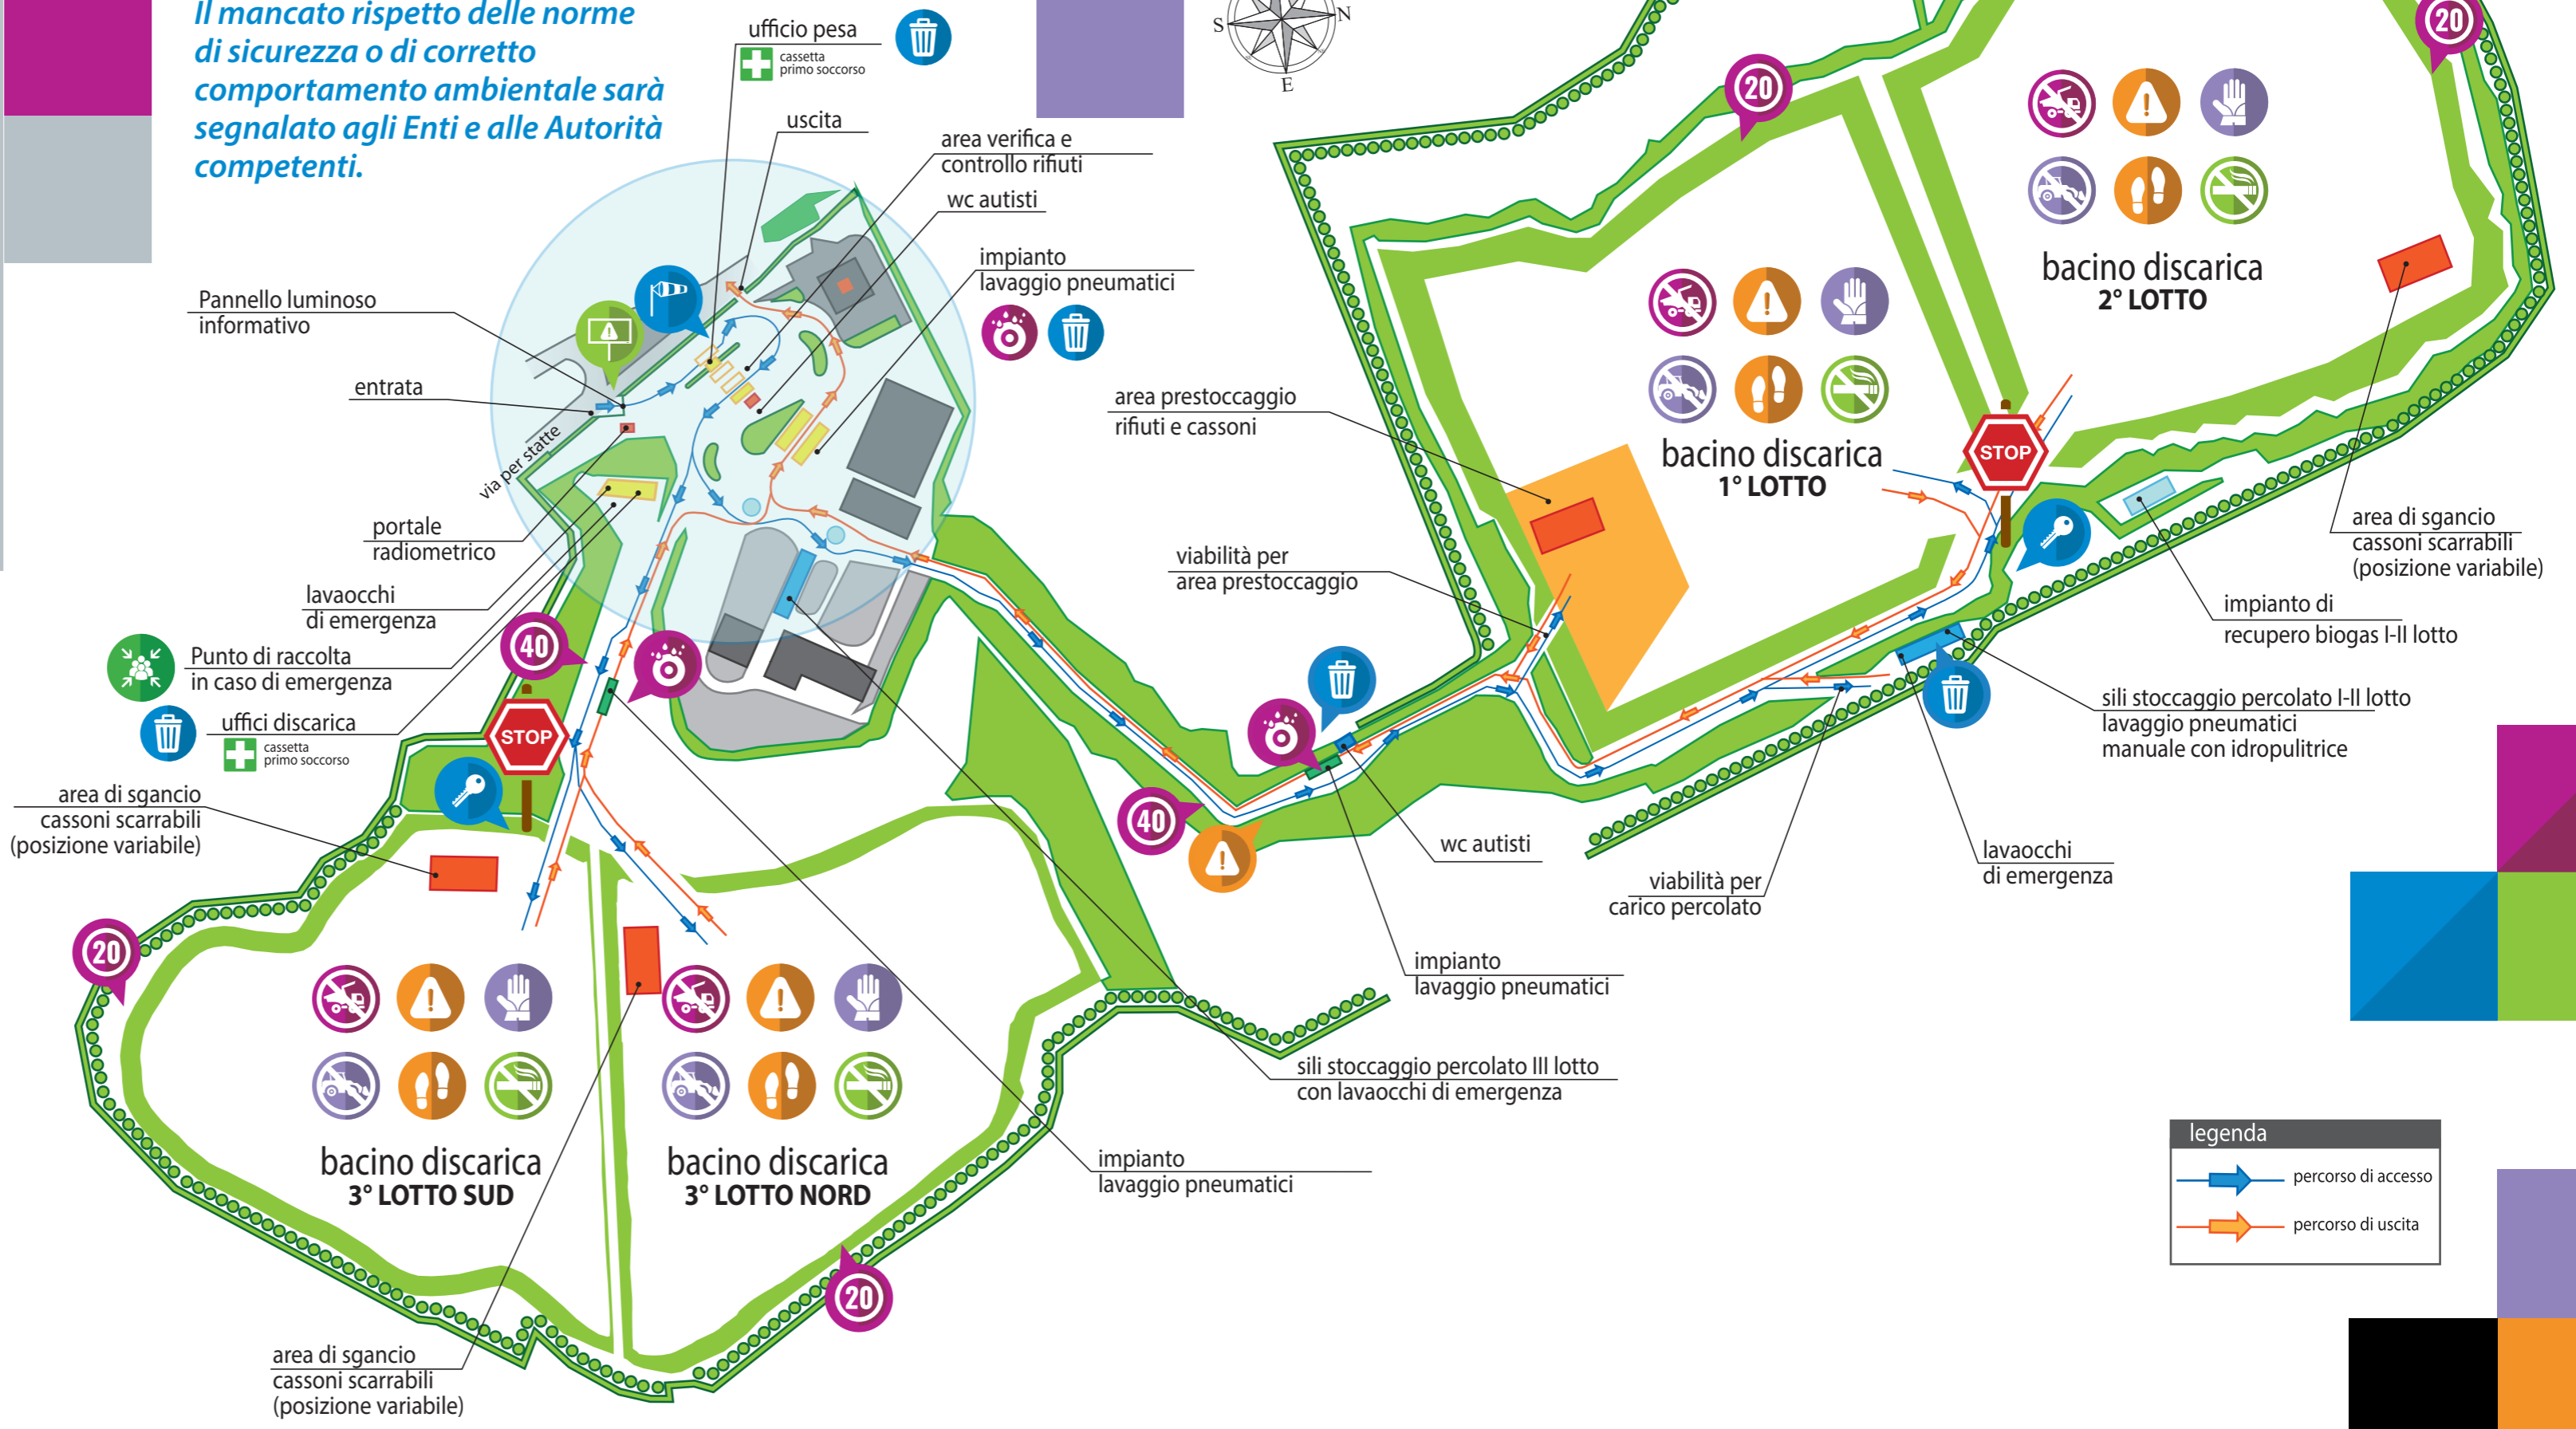 Il mancato rispetto delle norme
di sicurezza o di corretto
comportamento ambientale sarà
segnalato agli Enti e alle Autorità
competenti.
ufficio pesa
cassetta
primo soccorso
uscita
area verifica e
controllo rifiuti
wc autisti
impianto
lavaggio pneumatici
S
N
E
20
20
Pannello luminoso
informativo
entrata
via per statte
portale
radiometrico
lavaocchi
di emergenza
Punto di raccolta
in caso di emergenza
uffici discarica
cassetta
primo soccorso
area di sgancio
cassoni scarrabili
(posizione variabile)
40
STOP
20
area prestoccaggio
rifiuti e cassoni
viabilità per
area prestoccaggio
bacino discarica
1° LOTTO
bacino discarica
2° LOTTO
STOP
area di sgancio
cassoni scarrabili
(posizione variabile)
impianto di
recupero biogas I-II lotto
sili stoccaggio percolato I-II lotto
lavaggio pneumatici
manuale con idropulitrice
lavaocchi
di emergenza
viabilità per
carico percolato
wc autisti
40
impianto
lavaggio pneumatici
sili stoccaggio percolato III lotto
con lavaocchi di emergenza
impianto
lavaggio pneumatici
bacino discarica
3° LOTTO SUD
bacino discarica
3° LOTTO NORD
20
area di sgancio
cassoni scarrabili
(posizione variabile)
legenda
percorso di accesso
percorso di uscita